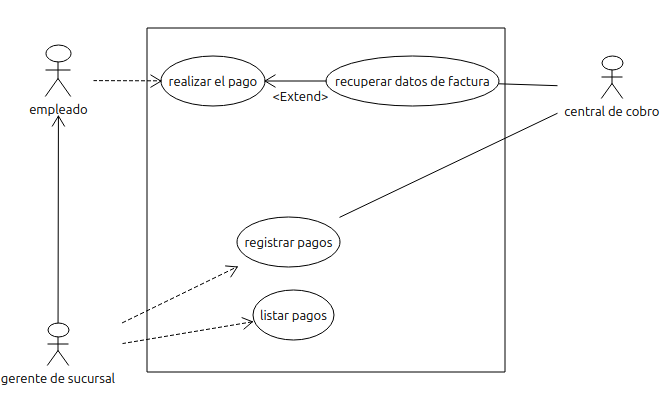 realizar el pago
recuperar datos de factura
<Extend>
empleado
central de cobro
registrar pagos
listar pagos
gerente de sucursal